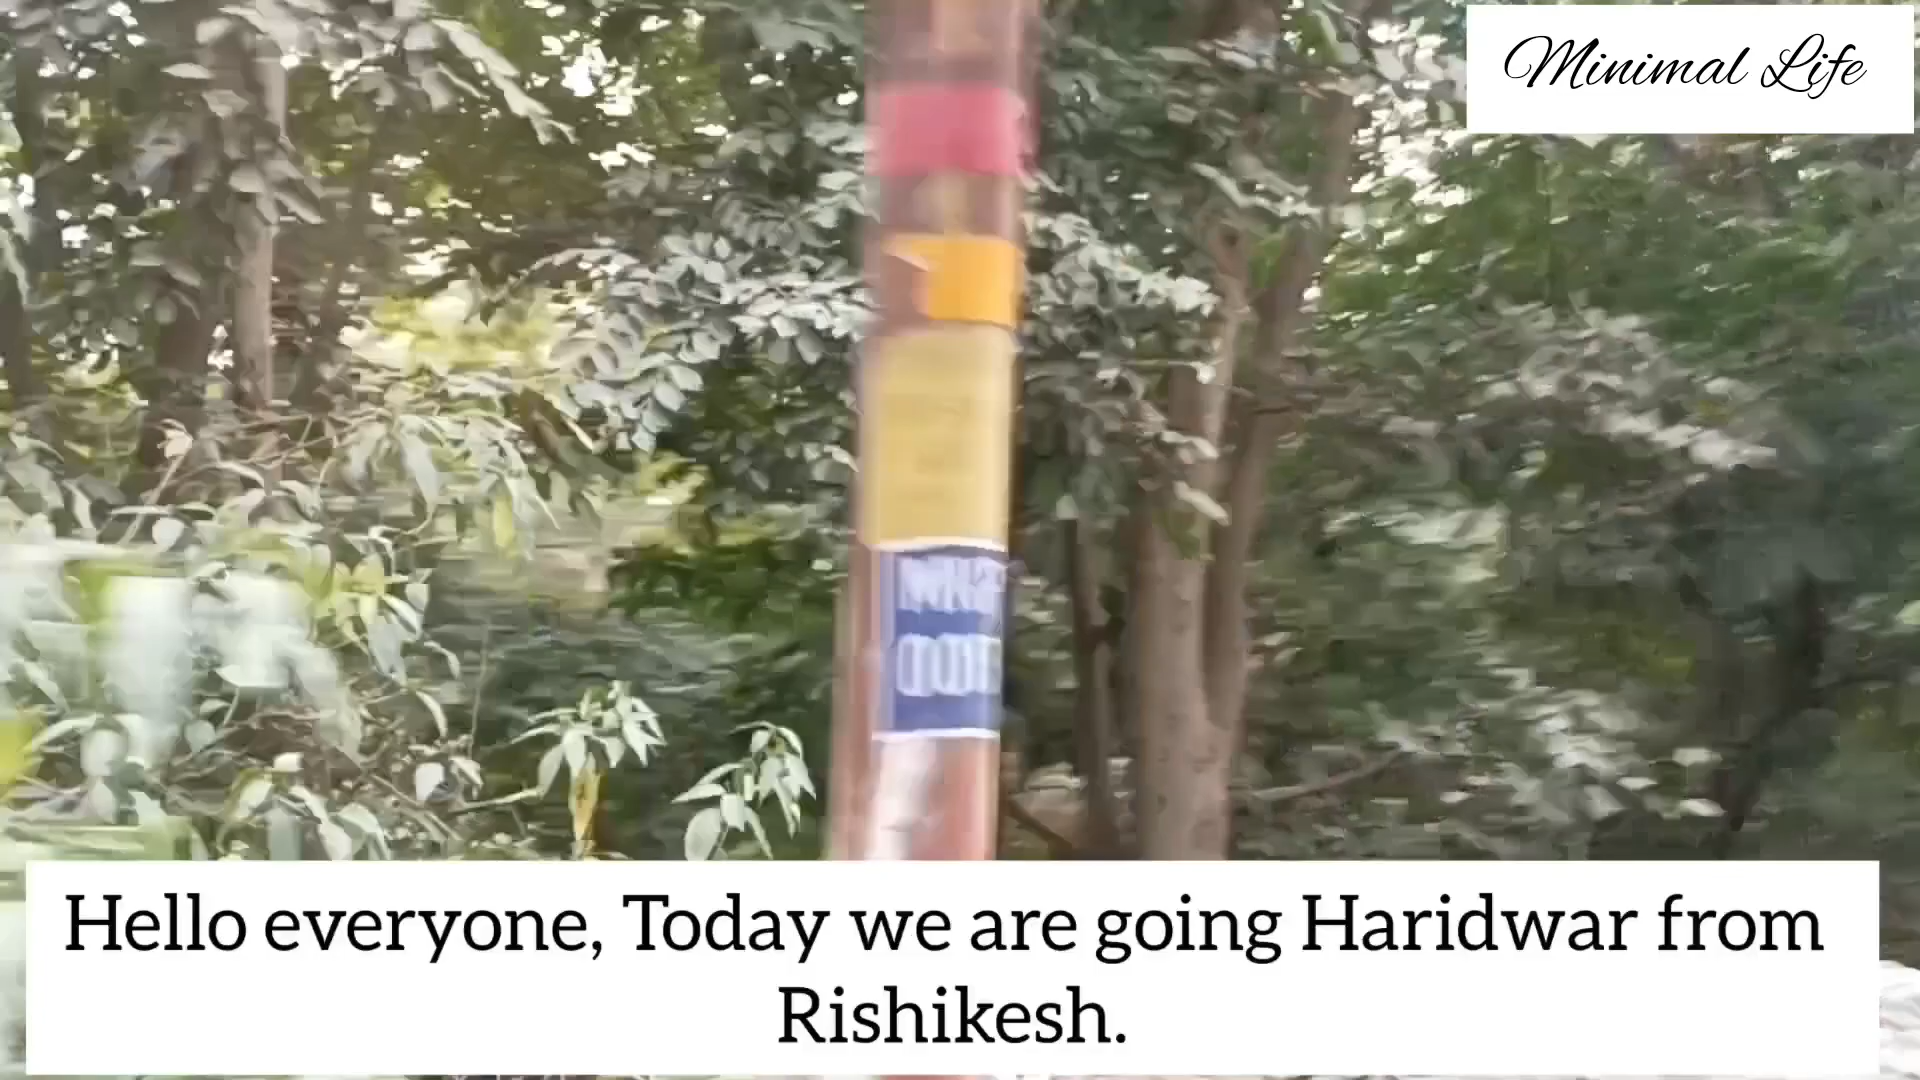 Minimal Life
Hello everyone, Today we are going Haridwar from
Rishikesh.